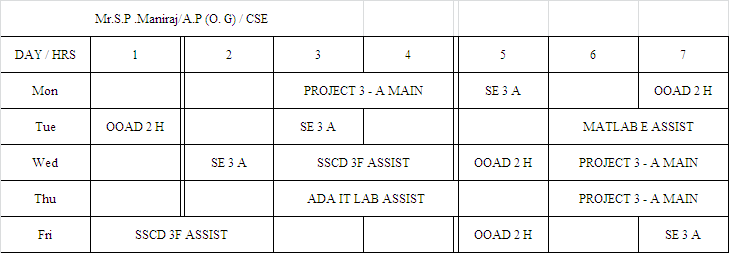 Mr.S.P .Maniraj/A.P (O. G) / CSE
DAY / HRS 1 2 3 4 5 6 7
Mon PROJECT 3 - A MAIN SE 3 A OOAD 2 H
Tue OOAD 2 H SE 3 A MATLAB E ASSIST
Wed SE 3 A SSCD 3F ASSIST OOAD 2 H PROJECT 3 - A MAIN
Thu ADA IT LAB ASSIST PROJECT 3 - A MAIN
Fri SSCD 3F ASSIST OOAD 2 H SE 3 A